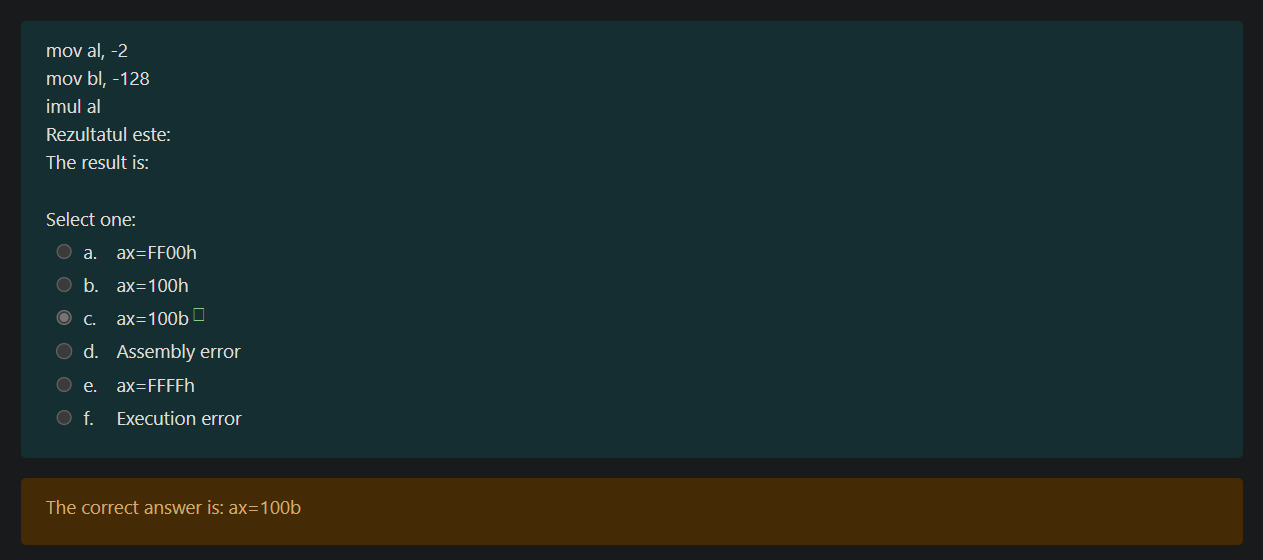 mov al, -2
mov bl, -128
imul al
Rezultatul este:
The result is:
Select one:
a. ax=FF00h
b. ax=100h
c. ax=100b
d. Assembly error
e. ax=FFFFh
f. Execution error
The correct answer is: ax=100b